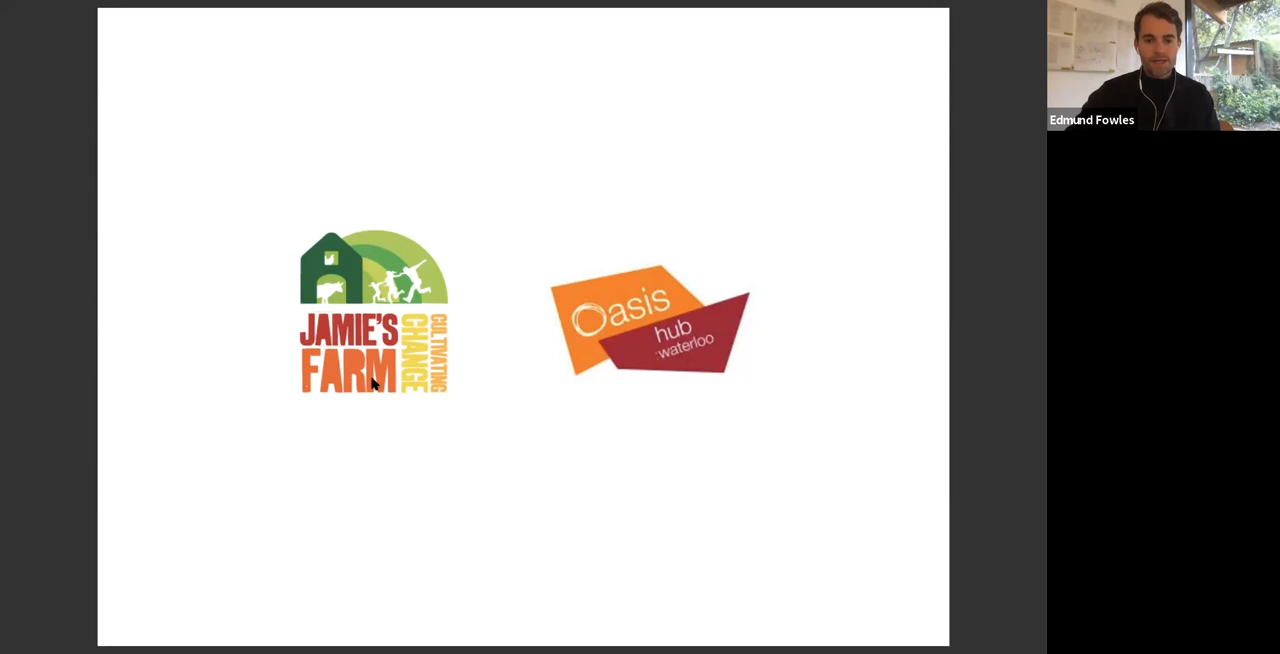 JAMIE'S
FARM
CHANGE
CULTIVATING
Oasis
hub
:waterloo
Edmund Fowles